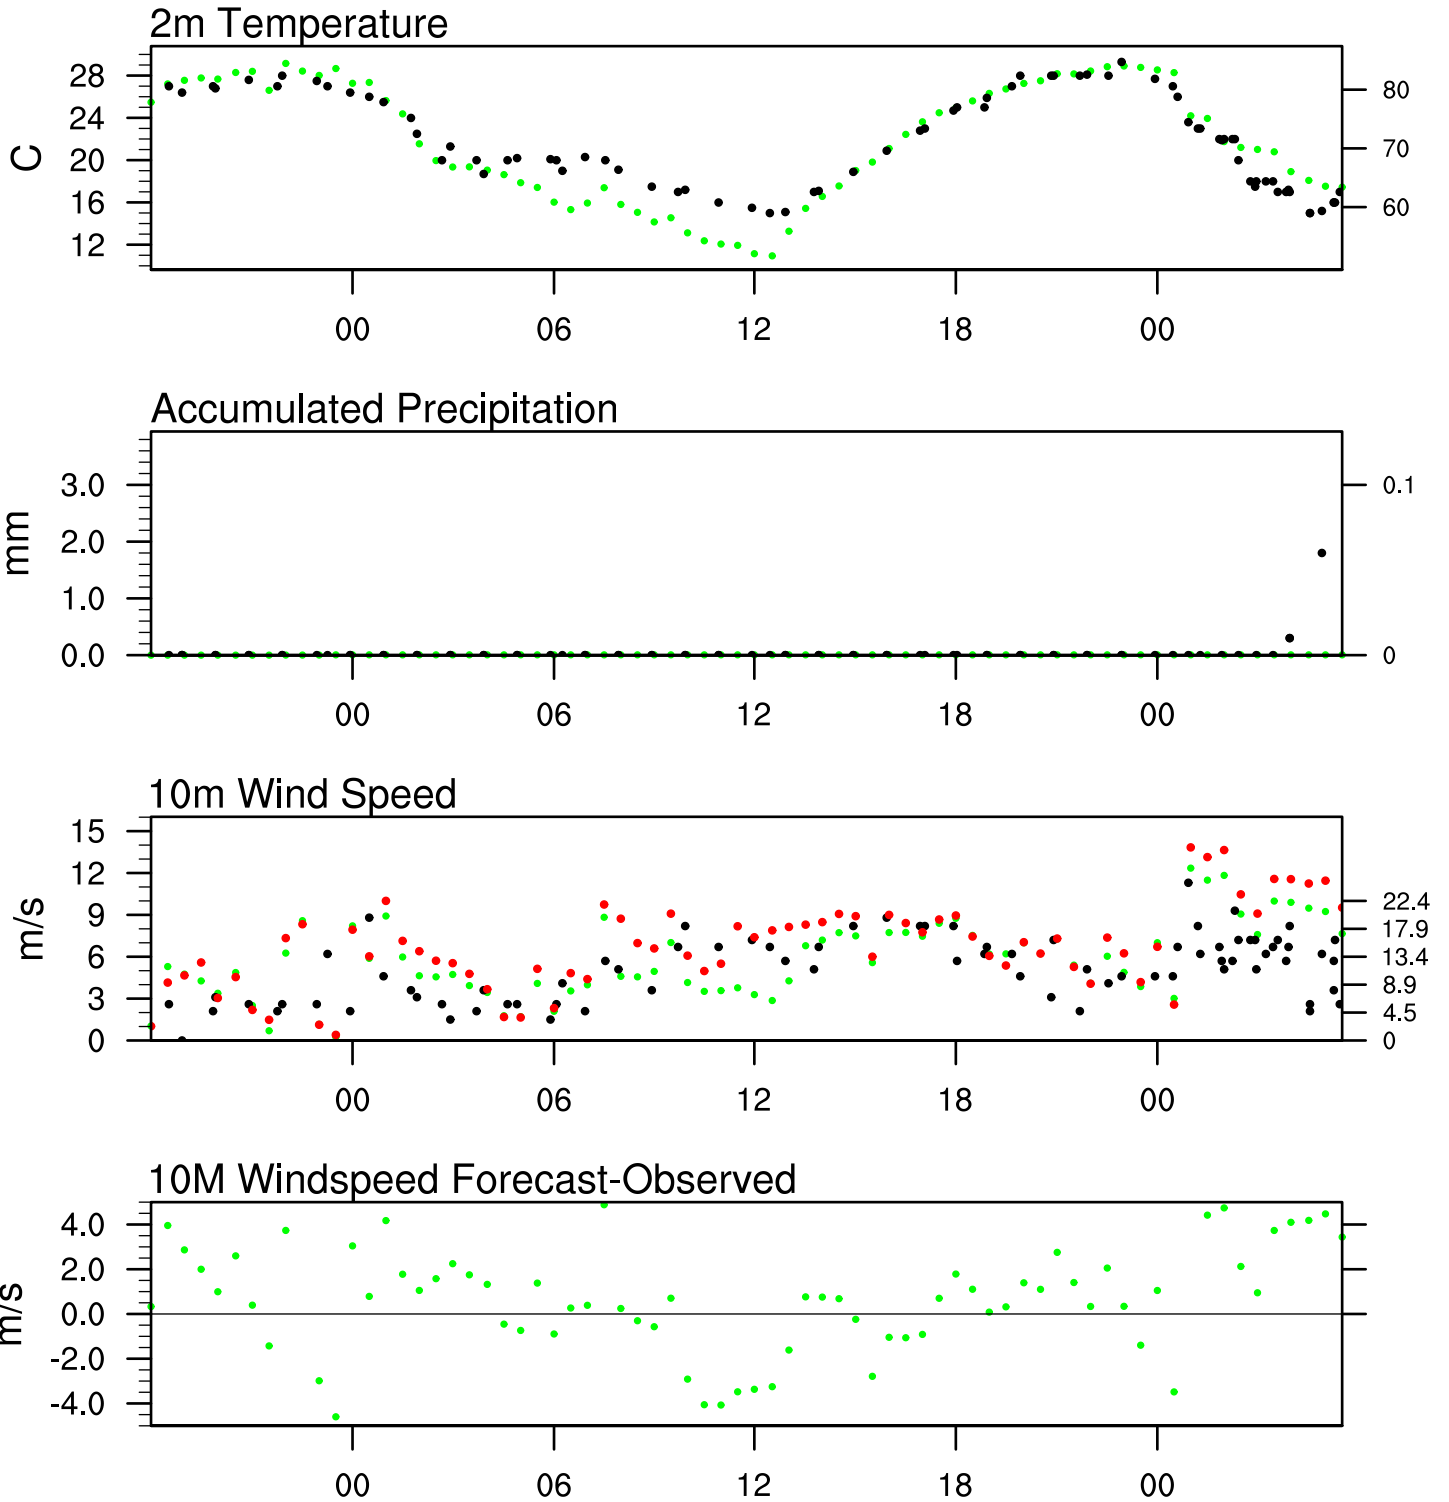 2m Temperature
C
28
24
20
16
12
80
70
60
00 06 12 18 00
Accumulated Precipitation
mm
3.0
2.0
1.0
0.0
0.1
0
00 06 12 18 00
10m Wind Speed
m/s
15
12
9
6
3
0
22.4
17.9
13.4
8.9
4.5
0
00 06 12 18 00
10M Windspeed Forecast-Observed
m/s
4.0
2.0
0.0
-2.0
-4.0
00 06 12 18 00